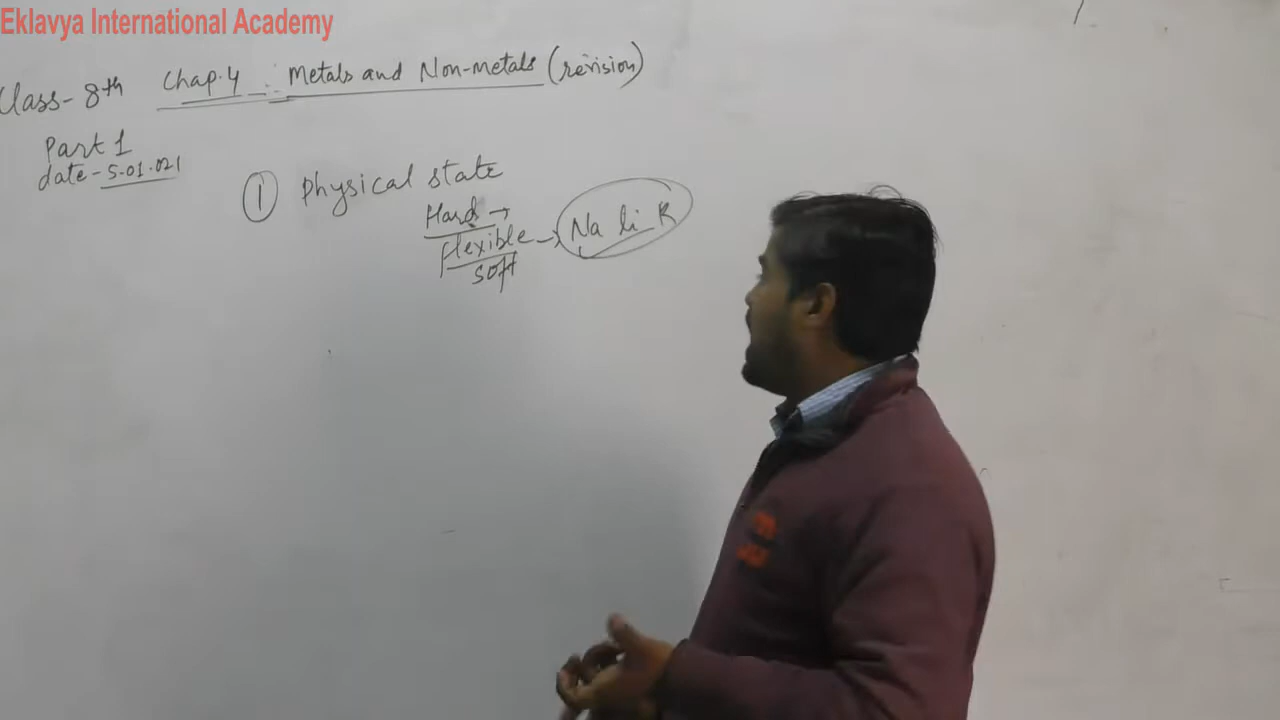 Eklavya International Academy
Class- 8th Chap.4 :- Metals and Non-metals (revision)
Part 1
date - 5.01.021
① Physical state
Hard →
flexible → Na li K
soft